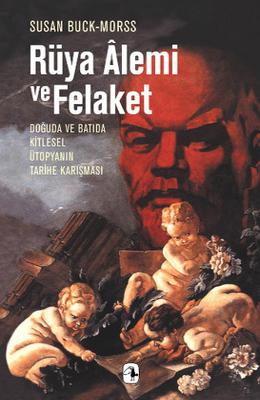 SUSAN BUCK-MORSS
Rüya Âlemi
ve Felaket
DOĞUDA VE BATIDA
KİTLESEL
ÜTOPYANIN
TARİHE KARIŞMASI